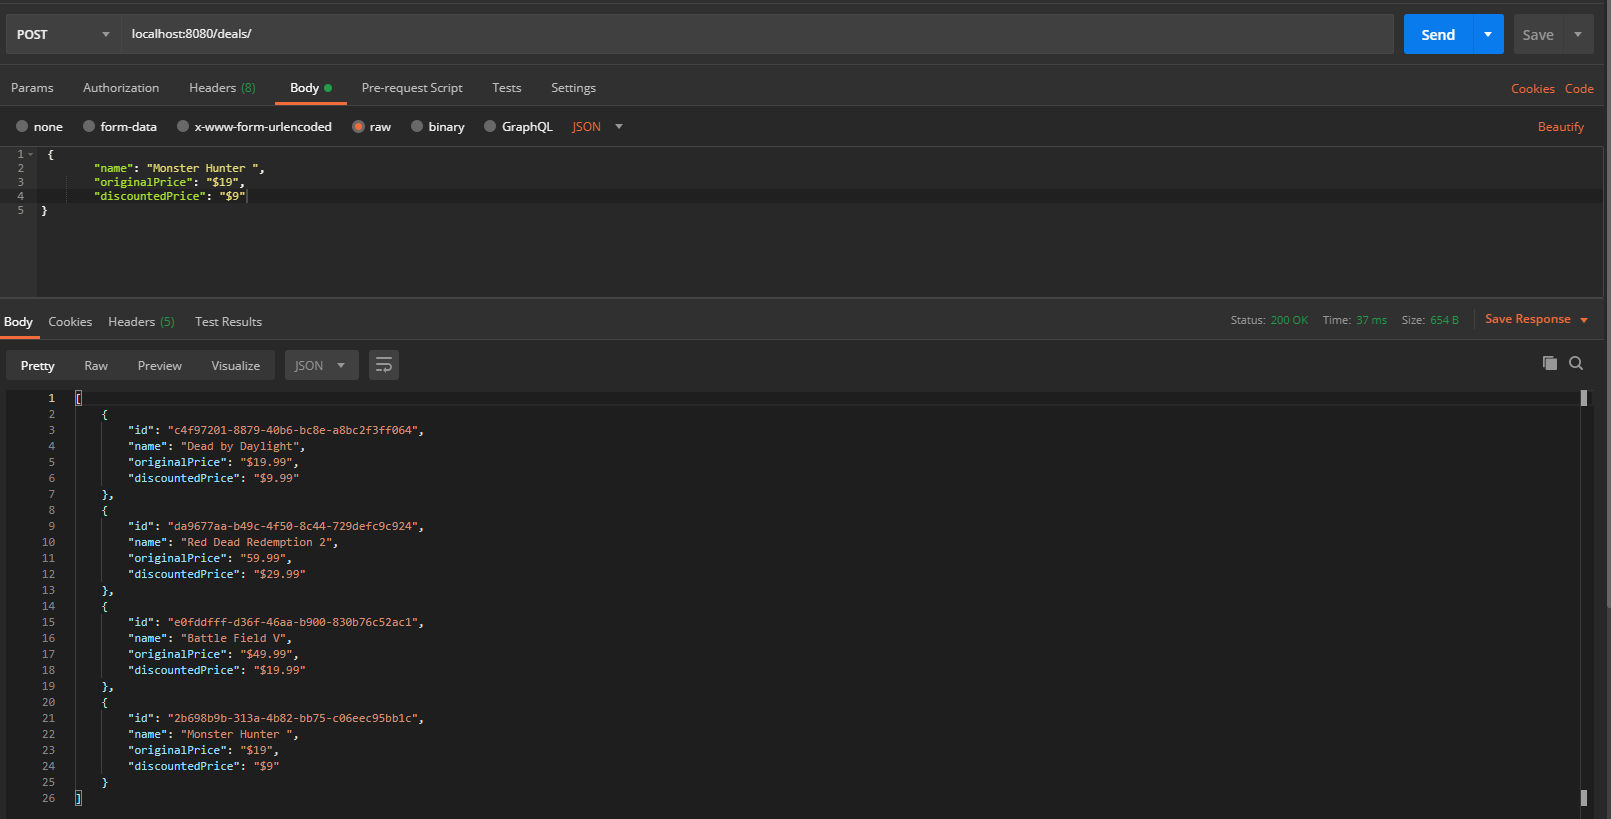 POST localhost:8080/deals/ Send Save
Params Authorization Headers (8) Body Pre-request Script Tests Settings Cookies Code
none form-data x-www-form-urlencoded raw binary GraphQL JSON Beautify
1 {
2 "name": "Monster Hunter ",
3 "originalPrice": "$19",
4 "discountedPrice": "$9"
5 }
Body Cookies Headers (5) Test Results Status: 200 OK Time: 37 ms Size: 654 B Save Response
Pretty Raw Preview Visualize JSON
1 [
2 {
3 "id": "c4f97201-8879-40b6-bc8e-a8bc2f3ff064",
4 "name": "Dead by Daylight",
5 "originalPrice": "$19.99",
6 "discountedPrice": "$9.99"
7 },
8 {
9 "id": "da9677aa-b49c-4f50-8c44-729defc9c924",
10 "name": "Red Dead Redemption 2",
11 "originalPrice": "59.99",
12 "discountedPrice": "$29.99"
13 },
14 {
15 "id": "e0fddfff-d36f-46aa-b900-830b76c52ac1",
16 "name": "Battle Field V",
17 "originalPrice": "$49.99",
18 "discountedPrice": "$19.99"
19 },
20 {
21 "id": "2b698b9b-313a-4b82-bb75-c06eec95bb1c",
22 "name": "Monster Hunter ",
23 "originalPrice": "$19",
24 "discountedPrice": "$9"
25 }
26 ]